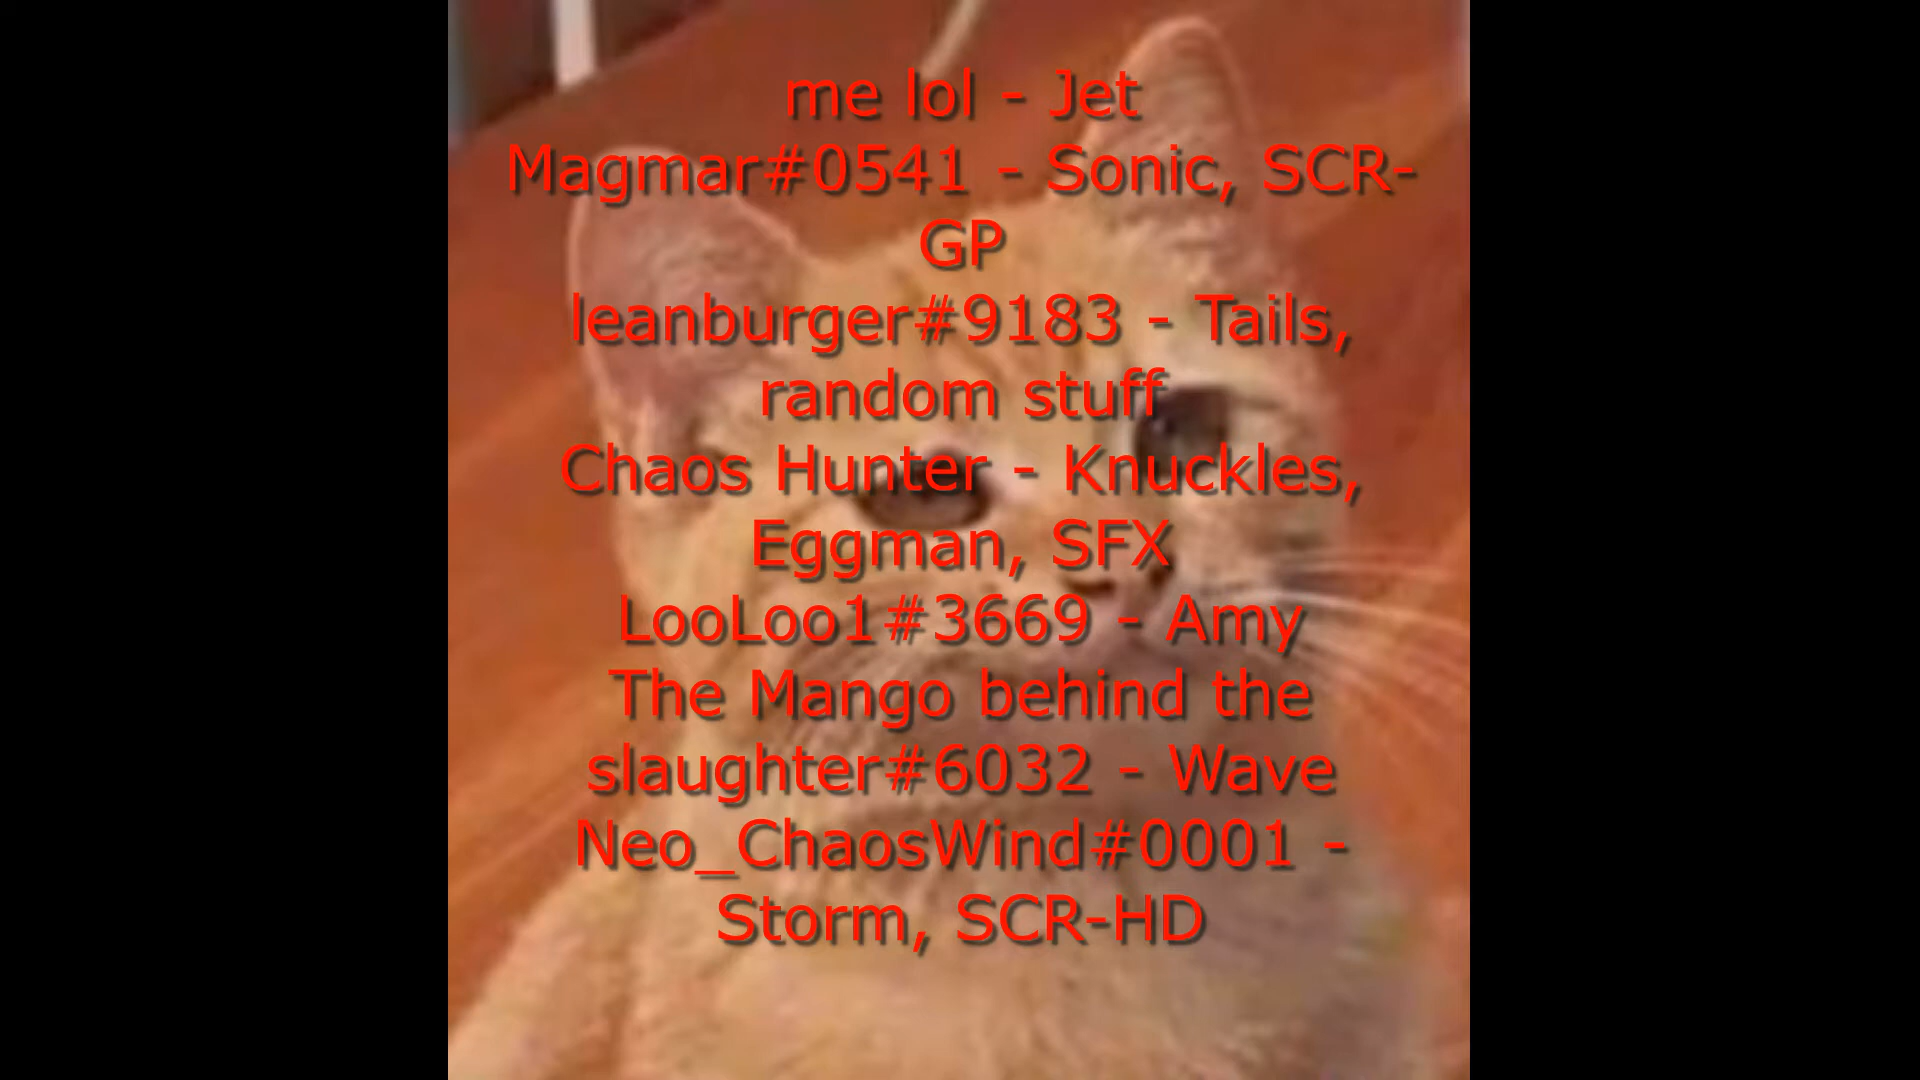 me lol - Jet
Magmar#0541 - Sonic, SCR-
GP
leanburger#9183 - Tails,
random stuff
Chaos Hunter - Knuckles,
Eggman, SFX
LooLoo1#3669 - Amy
The Mango behind the
slaughter#6032 - Wave
Neo_ChaosWind#0001 -
Storm, SCR-HD